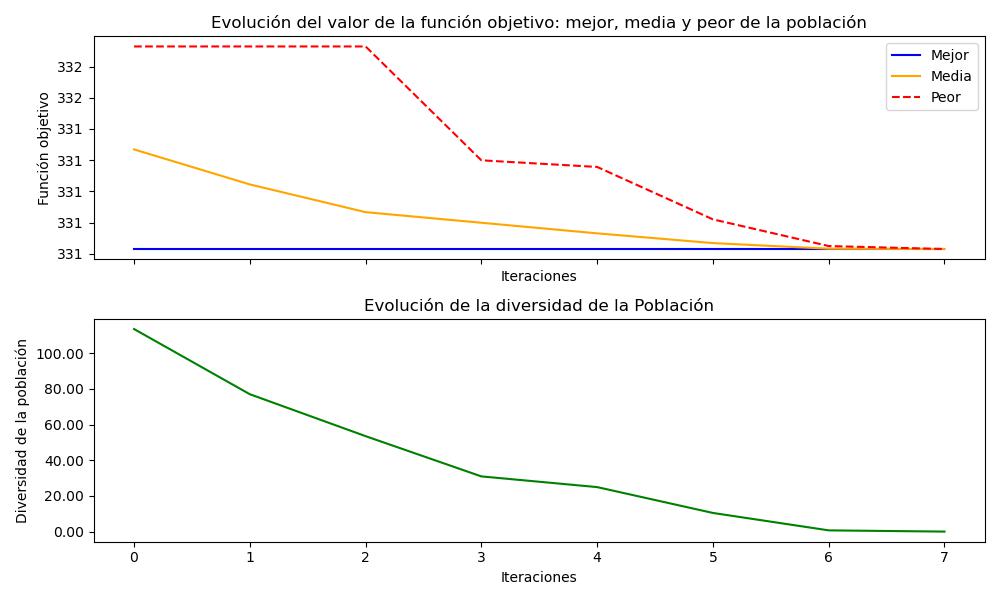 Evolución del valor de la función objetivo: mejor, media y peor de la población
Función objetivo
332
332
331
331
331
331
331
Mejor
Media
Peor
Iteraciones
Evolución de la diversidad de la Población
Diversidad de la población
100.00
80.00
60.00
40.00
20.00
0.00
0 1 2 3 4 5 6 7
Iteraciones